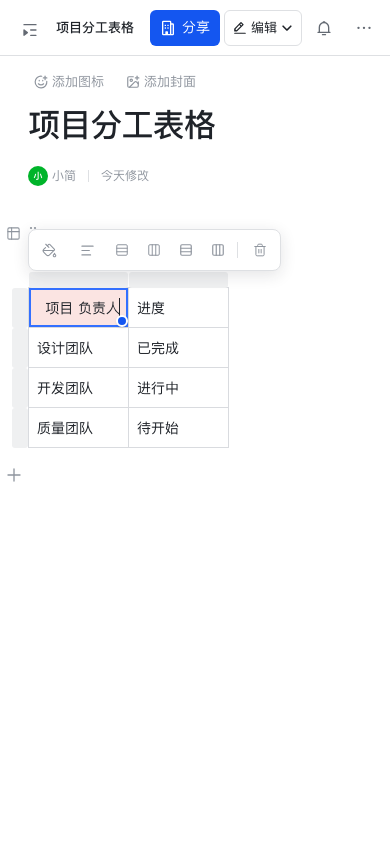 项目分工表格 分享 编辑
添加图标 添加封面
项目分工表格
小 小简 今天修改
项目 负责人 进度
设计团队 已完成
开发团队 进行中
质量团队 待开始